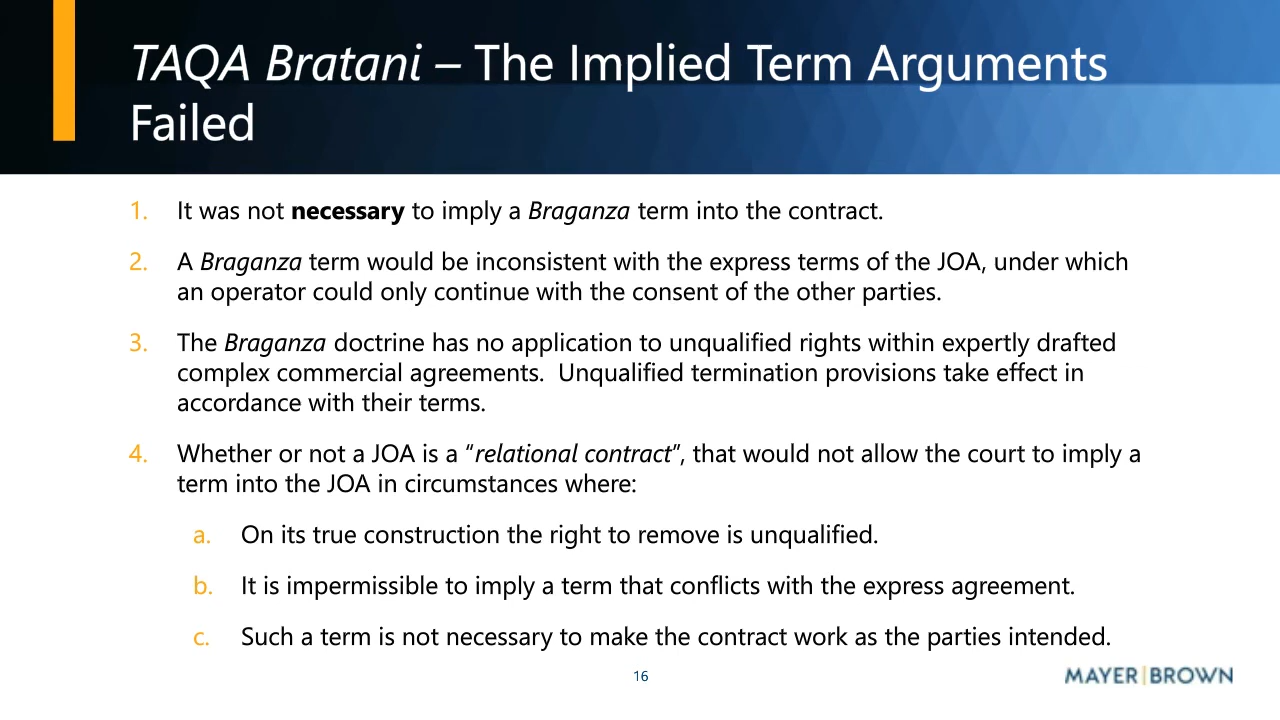 TAQA Bratani – The Implied Term Arguments
Failed
1. It was not necessary to imply a Braganza term into the contract.
2. A Braganza term would be inconsistent with the express terms of the JOA, under which
an operator could only continue with the consent of the other parties.
3. The Braganza doctrine has no application to unqualified rights within expertly drafted
complex commercial agreements.  Unqualified termination provisions take effect in
accordance with their terms.
4. Whether or not a JOA is a “relational contract”, that would not allow the court to imply a
term into the JOA in circumstances where:
a. On its true construction the right to remove is unqualified.
b. It is impermissible to imply a term that conflicts with the express agreement.
c. Such a term is not necessary to make the contract work as the parties intended.
16
MAYER|BROWN